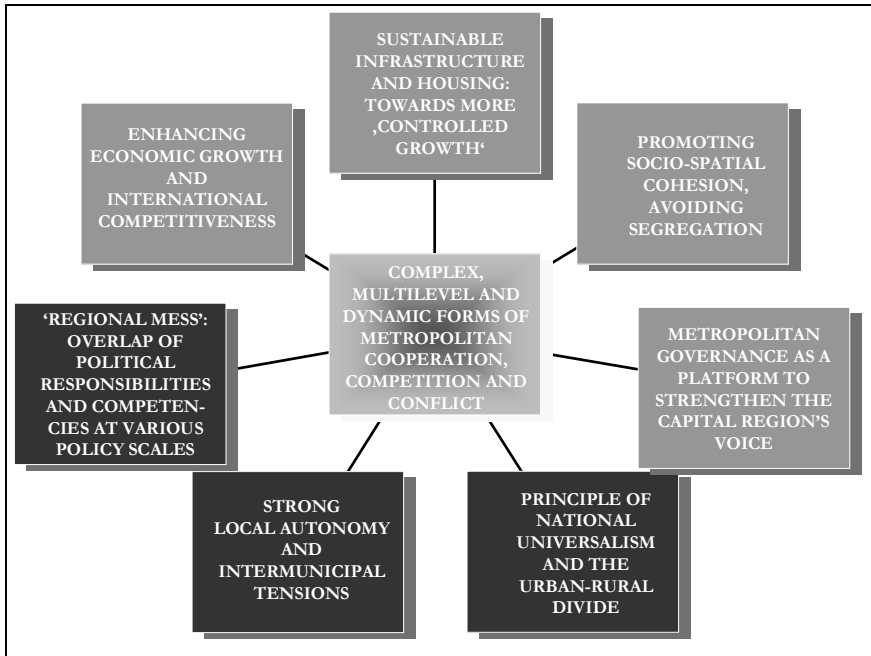 SUSTAINABLE
INFRASTRUCTURE
AND HOUSING:
TOWARDS MORE
‚CONTROLLED
GROWTH‘
ENHANCING
ECONOMIC GROWTH
AND
INTERNATIONAL
COMPETITIVENESS
PROMOTING
SOCIO-SPATIAL
COHESION,
AVOIDING
SEGREGATION
COMPLEX,
MULTILEVEL AND
DYNAMIC FORMS OF
METROPOLITAN
COOPERATION,
COMPETITION AND
CONFLICT
‘REGIONAL MESS’:
OVERLAP OF
POLITICAL
RESPONSIBILITIES
AND COMPETEN-
CIES AT VARIOUS
POLICY SCALES
METROPOLITAN
GOVERNANCE AS A
PLATFORM TO
STRENGTHEN THE
CAPITAL REGION’S
VOICE
STRONG
LOCAL AUTONOMY
AND
INTERMUNICIPAL
TENSIONS
PRINCIPLE OF
NATIONAL
UNIVERSALISM
AND THE
URBAN-RURAL
DIVIDE